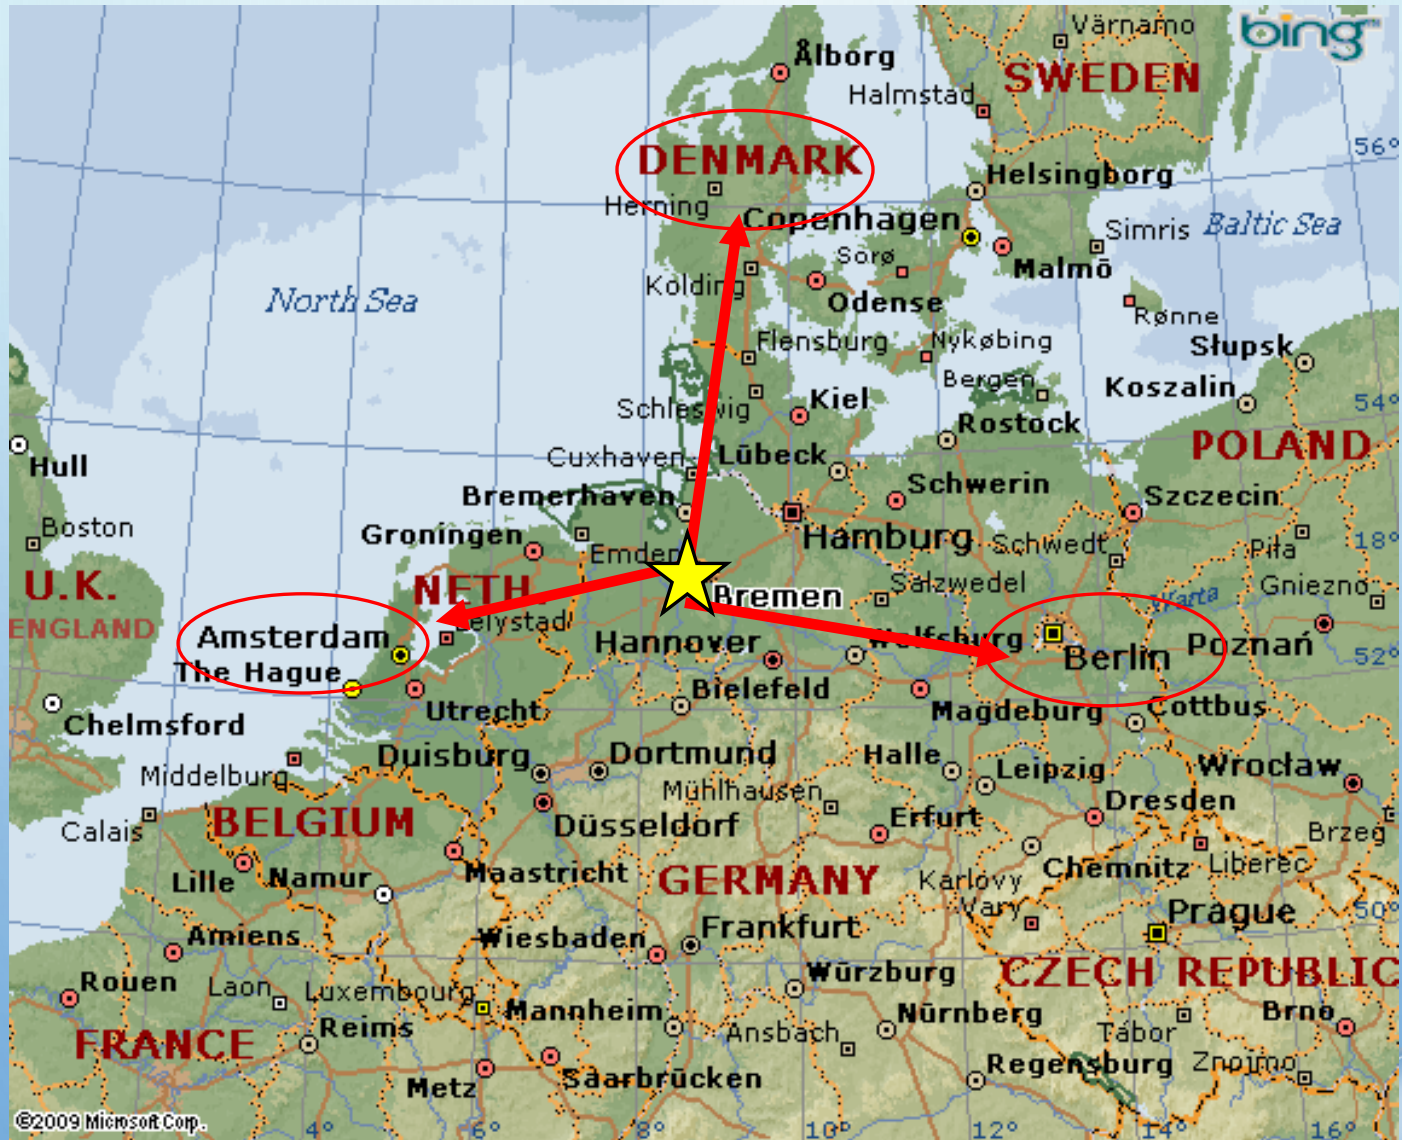 bing™
Värnamo
Ålborg
SWEDEN
Halmstad
56°
DENMARK
Helsingborg
Herning
Copenhagen
Simris
Baltic Sea
Sorø
Malmö
Kolding
North Sea
Odense
Rønne
Flensburg
Nykøbing
Słupsk
Bergen
Koszalin
Schleswig
Kiel
54°
Rostock
POLAND
Hull
Cuxhaven
Lübeck
Bremerhaven
Schwerin
Szczecin
Boston
Groningen
Emden
Hamburg
Schwedt
Piła
18°
U.K.
NETH.
Salzwedel
Gniezno
Bremen
Warta
ENGLAND
Amsterdam
Lelystad
Hannover
Wolfsburg
Berlin
Poznań
52°
The Hague
Bielefeld
Chelmsford
Utrecht
Magdeburg
Cottbus
Duisburg
Dortmund
Halle
Leipzig
Wrocław
Middelburg
Mühlhausen
Calais
BELGIUM
Düsseldorf
Erfurt
Dresden
Brzeg
Lille
Namur
Maastricht
GERMANY
Karlovy
Vary
Chemnitz
Liberec
Prague
50°
Amiens
Wiesbaden
Frankfurt
Rouen
Laon
Luxembourg
Würzburg
CZECH REPUBLIC
Mannheim
Nürnberg
Brno
FRANCE
Reims
Ansbach
Tábor
Metz
Saarbrücken
Regensburg
Znojmo
©2009 Microsoft Corp.
4°
6°
8°
10°
12°
14°
16°